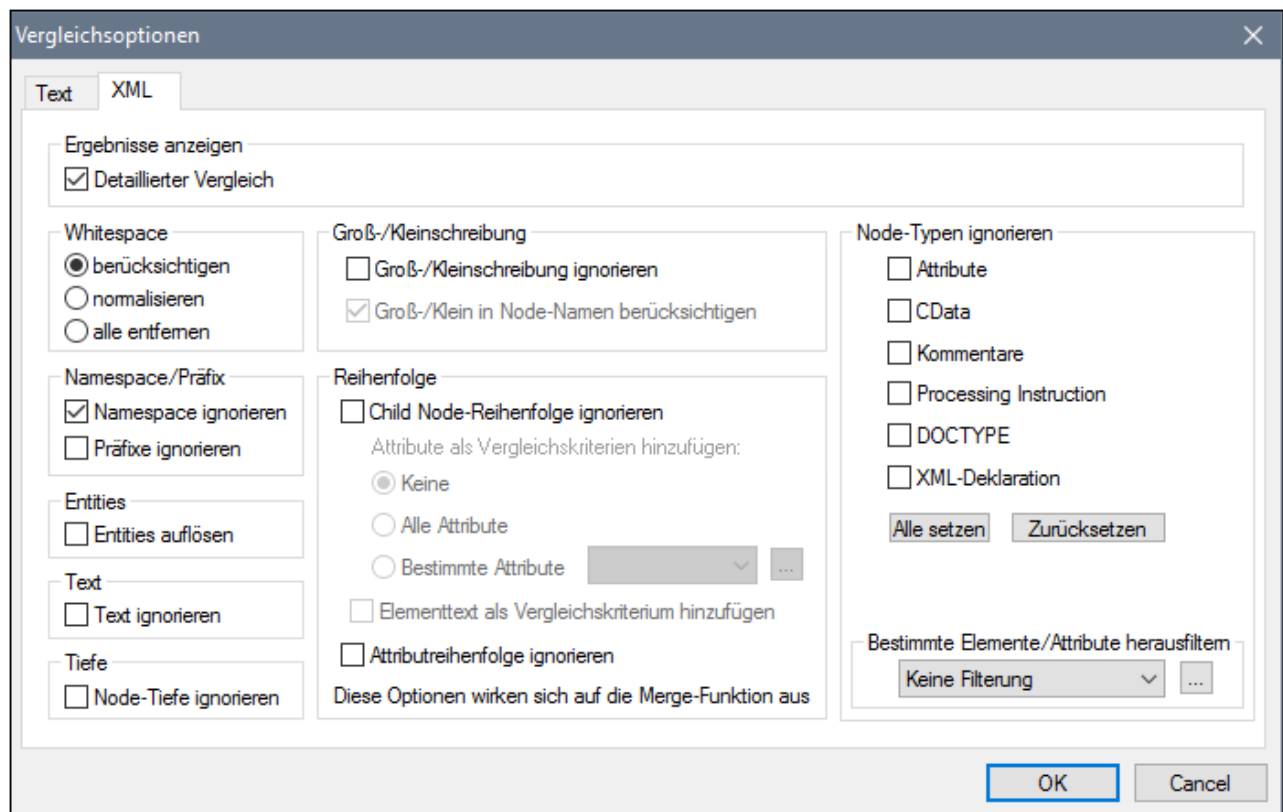 Vergleichsoptionen
Text
XML
Ergebnisse anzeigen
Detaillierter Vergleich
Whitespace
berücksichtigen
normalisieren
alle entfernen
Namespace/Präfix
Namespace ignorieren
Präfixe ignorieren
Entities
Entities auflösen
Text
Text ignorieren
Tiefe
Node-Tiefe ignorieren
Groß-/Kleinschreibung
Groß-/Kleinschreibung ignorieren
Groß-/Klein in Node-Namen berücksichtigen
Reihenfolge
Child Node-Reihenfolge ignorieren
Attribute als Vergleichskriterien hinzufügen:
Keine
Alle Attribute
Bestimmte Attribute
...
Elementtext als Vergleichskriterium hinzufügen
Attributreihenfolge ignorieren
Diese Optionen wirken sich auf die Merge-Funktion aus
Node-Typen ignorieren
Attribute
CData
Kommentare
Processing Instruction
DOCTYPE
XML-Deklaration
Alle setzen
Zurücksetzen
Bestimmte Elemente/Attribute herausfiltern
Keine Filterung
...
OK
Cancel